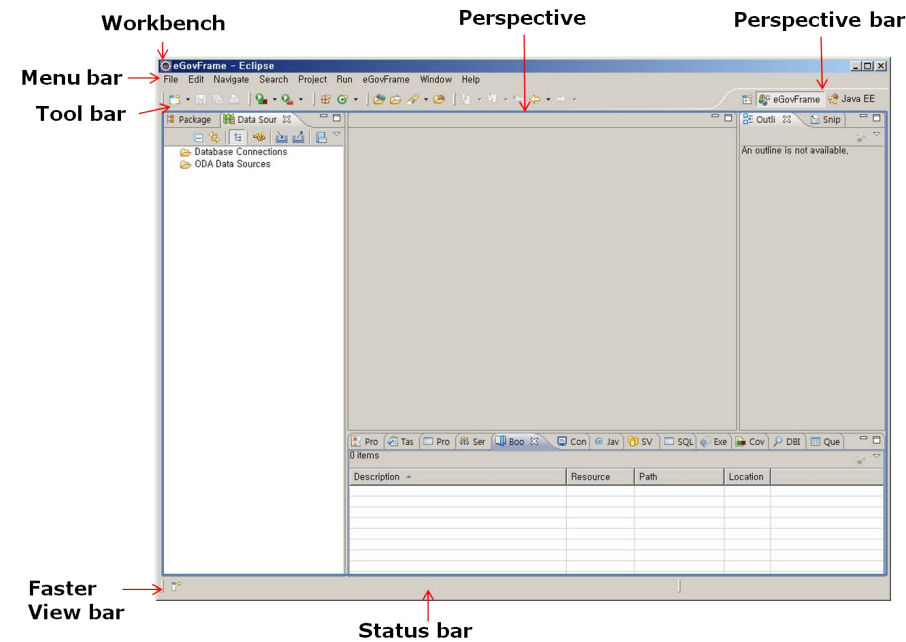 Workbench
Perspective
Perspective bar
eGovFrame - Eclipse
Menu bar
File Edit Navigate Search Project Run eGovFrame Window Help
Tool bar
eGovFrame Java EE
Package Data Sour
Outli Snip
Database Connections
ODA Data Sources
An outline is not available.
Pro Tas Pro Ser Boo Con Jav SV SQL Exe Cov DBI Que
0 items
Description Resource Path Location
Faster
View bar
Status bar